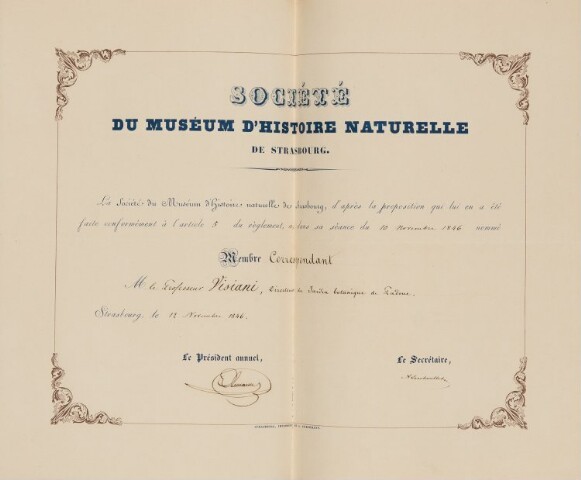 SOCIÉTÉ
DU MUSÉUM D'HISTOIRE NATURELLE
DE STRASBOURG.
La Société du Muséum d'Histoire naturelle de Strasbourg, d'après la proposition qui lui en a été
faite conformément à l'article 5 du règlement, dans sa séance du 10 Novembre 1846 nommé
Membre Correspondant
M. le Professeur Visiani, Directeur du Jardin botanique de Padoue.
Strasbourg, le 12 Novembre 1846.
Le Président annuel,
Le Secrétaire,